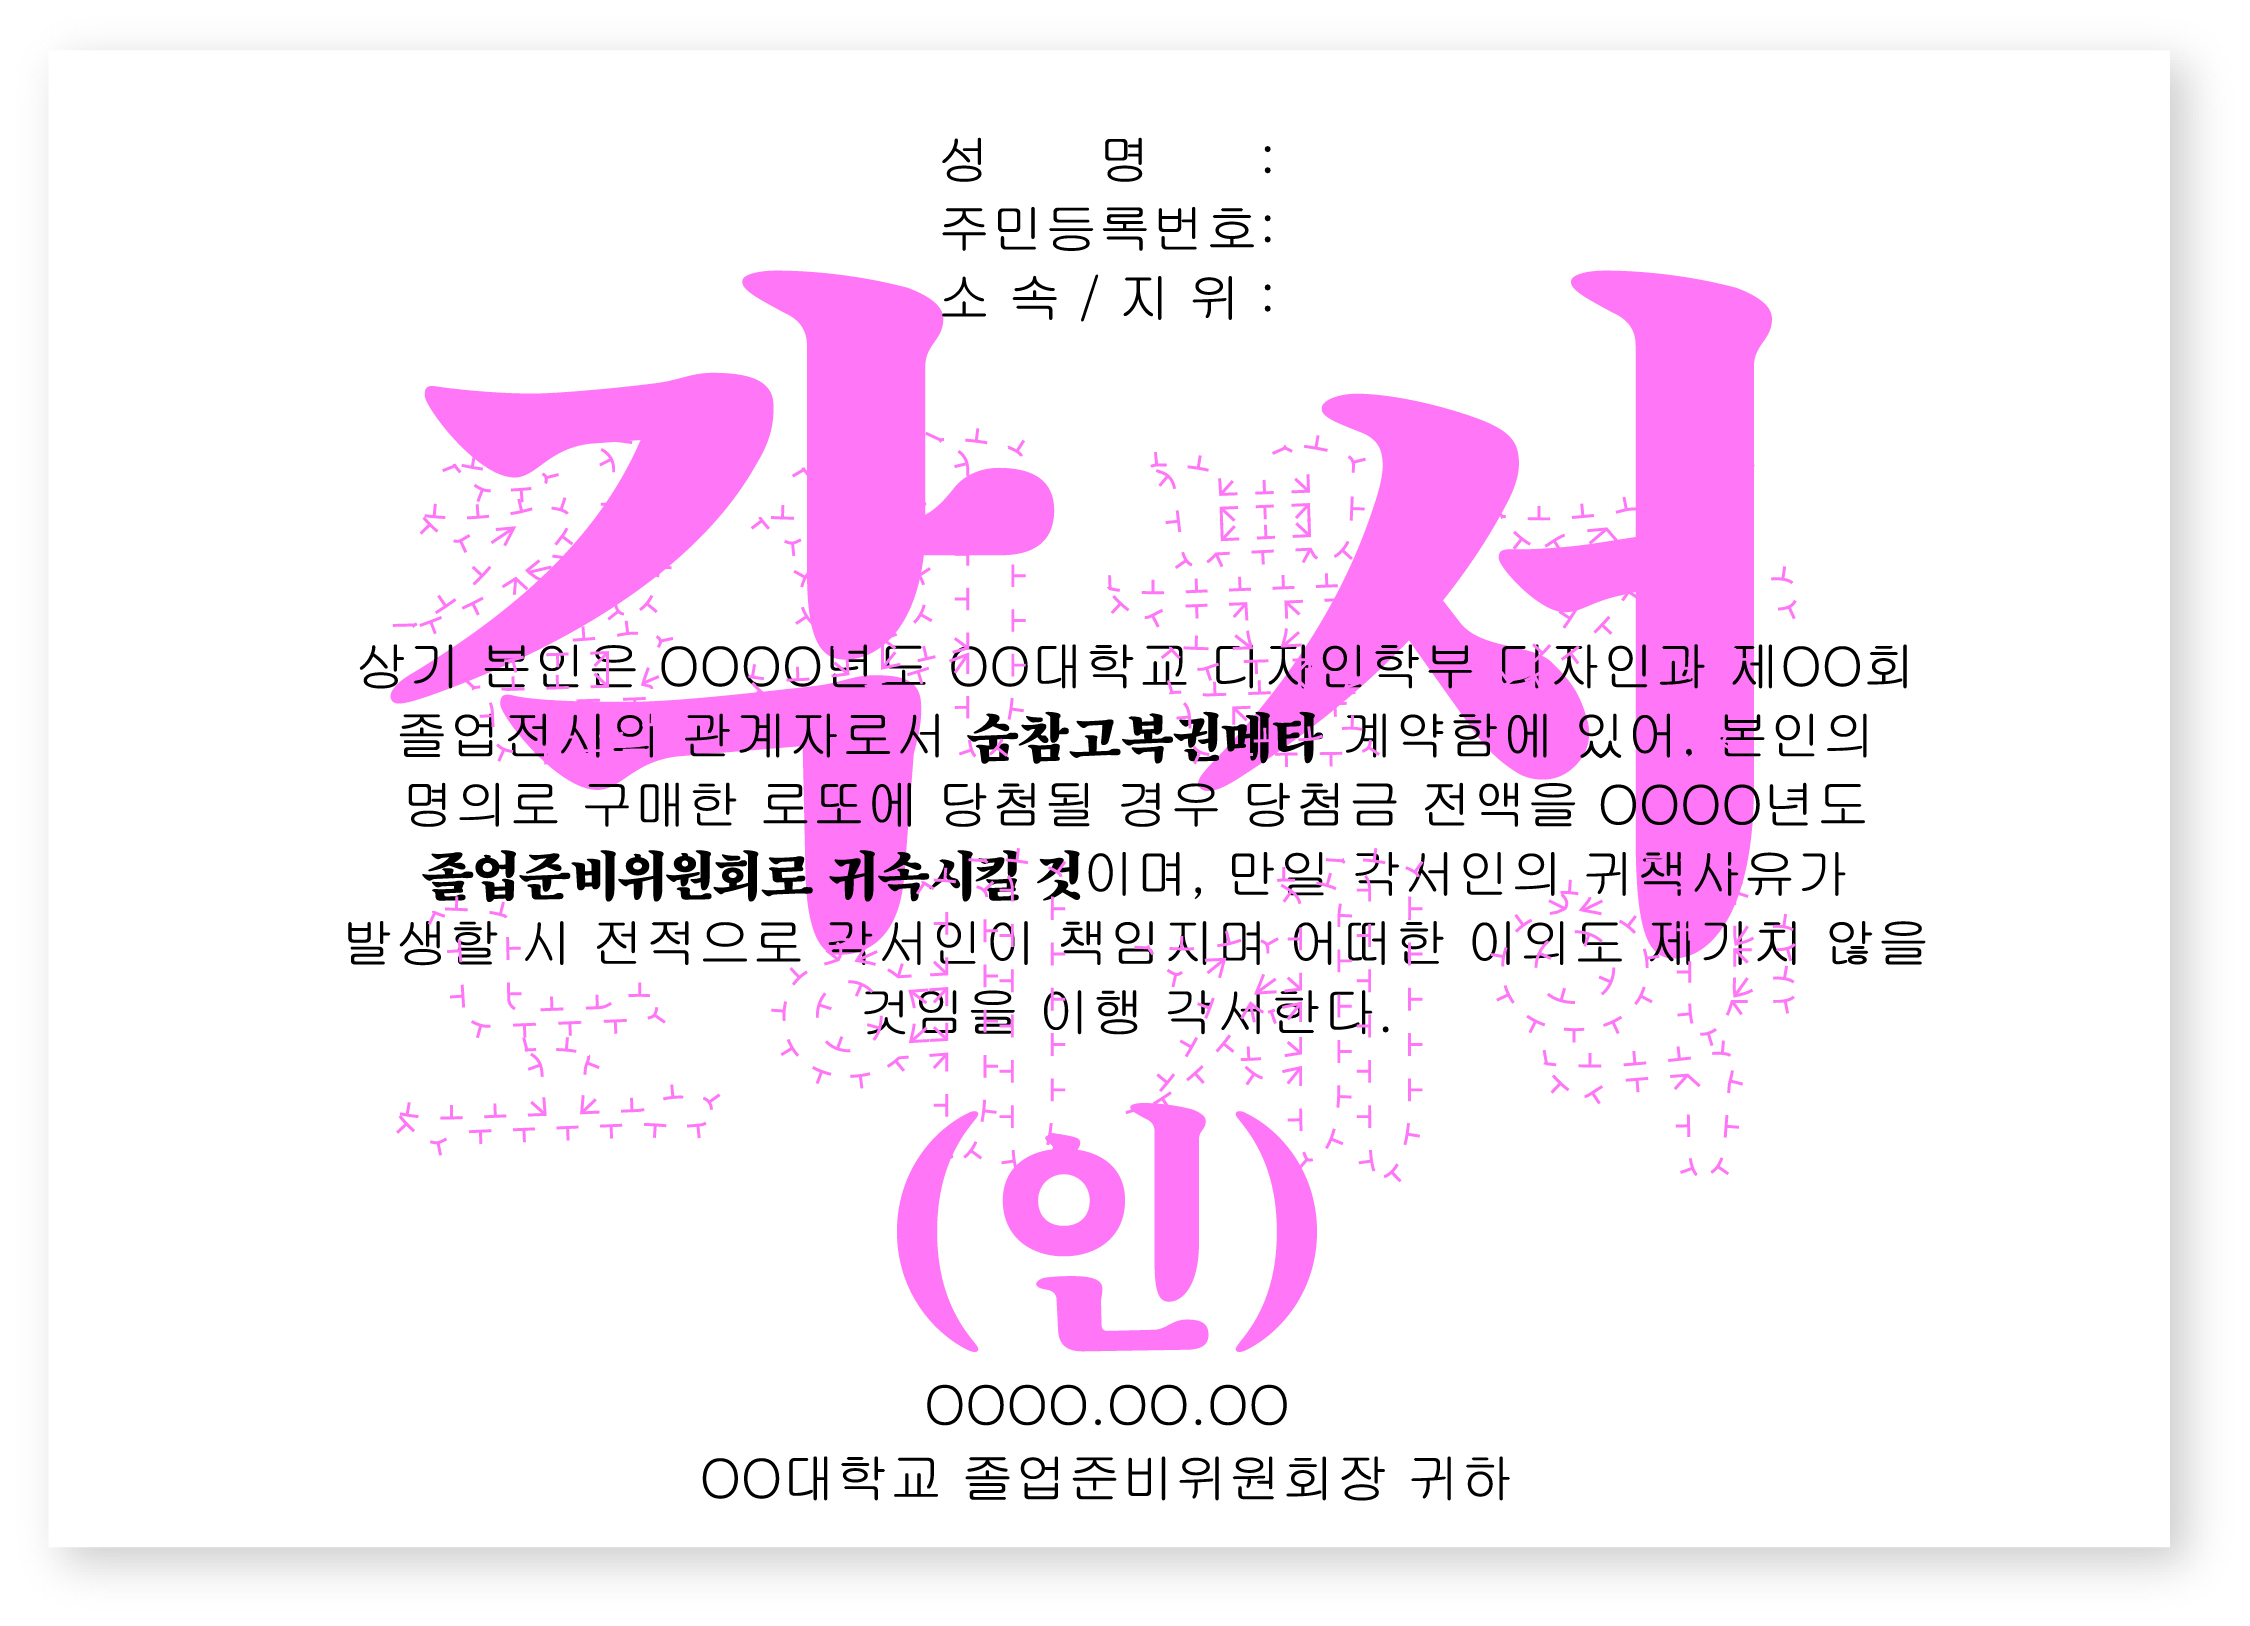 성 명 :
주민등록번호:
소 속 / 지 위 :
각서
상기 본인은 OOOO년도 OO대학교 디자인학부 디자인과 제OO회
졸업전시의 관계자로서 숨참고복권메타 계약함에 있어. 본인의
명의로 구매한 로또에 당첨될 경우 당첨금 전액을 OOOO년도
졸업준비위원회로 귀속시킬 것이며, 만일 각서인의 귀책사유가
발생할 시 전적으로 각서인이 책임지며 어떠한 이의도 제기치 않을
것임을 이행 각서한다.
(인)
OOOO.OO.OO
OO대학교 졸업준비위원회장 귀하